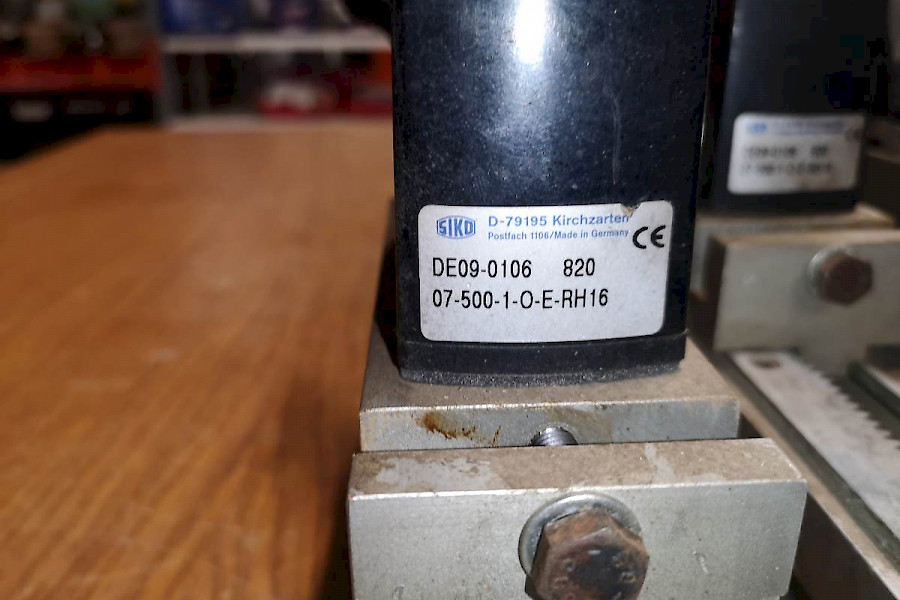 SIKO D-79195 Kirchzarten
Postfach 1106/Made in Germany CE
DE09-0106 820
07-500-1-O-E-RH16